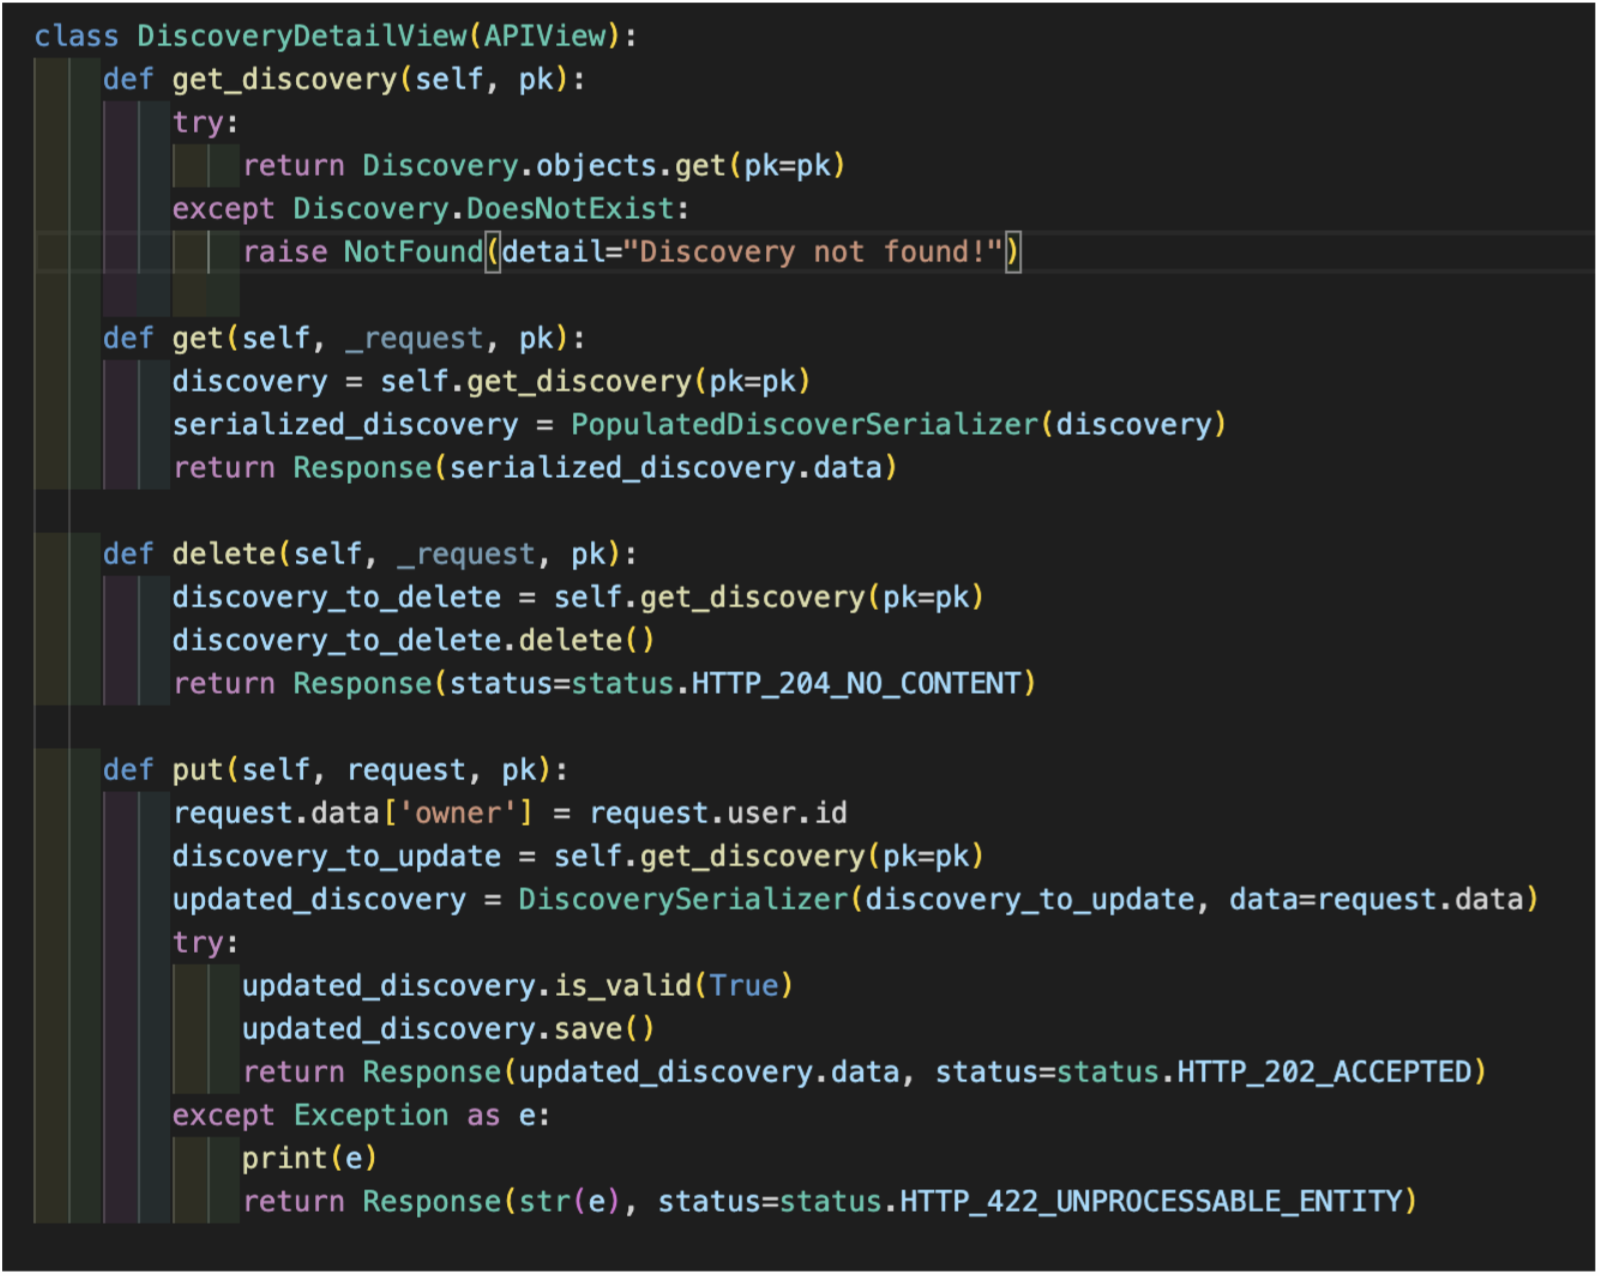 class DiscoveryDetailView(APIView):
    def get_discovery(self, pk):
        try:
            return Discovery.objects.get(pk=pk)
        except Discovery.DoesNotExist:
            raise NotFound(detail="Discovery not found!")

    def get(self, _request, pk):
        discovery = self.get_discovery(pk=pk)
        serialized_discovery = PopulatedDiscoverSerializer(discovery)
        return Response(serialized_discovery.data)

    def delete(self, _request, pk):
        discovery_to_delete = self.get_discovery(pk=pk)
        discovery_to_delete.delete()
        return Response(status=status.HTTP_204_NO_CONTENT)

    def put(self, request, pk):
        request.data['owner'] = request.user.id
        discovery_to_update = self.get_discovery(pk=pk)
        updated_discovery = DiscoverySerializer(discovery_to_update, data=request.data)
        try:
            updated_discovery.is_valid(True)
            updated_discovery.save()
            return Response(updated_discovery.data, status=status.HTTP_202_ACCEPTED)
        except Exception as e:
            print(e)
            return Response(str(e), status=status.HTTP_422_UNPROCESSABLE_ENTITY)